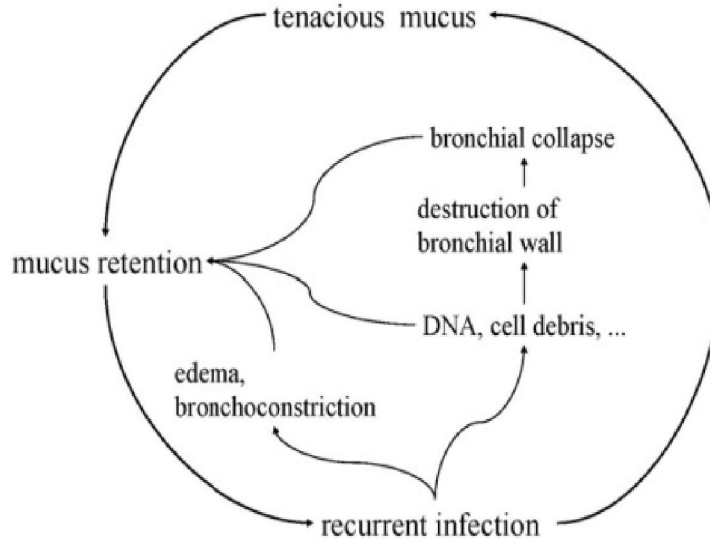 tenacious mucus
bronchial collapse
destruction of
bronchial wall
mucus retention
DNA, cell debris, ...
edema,
bronchoconstriction
recurrent infection